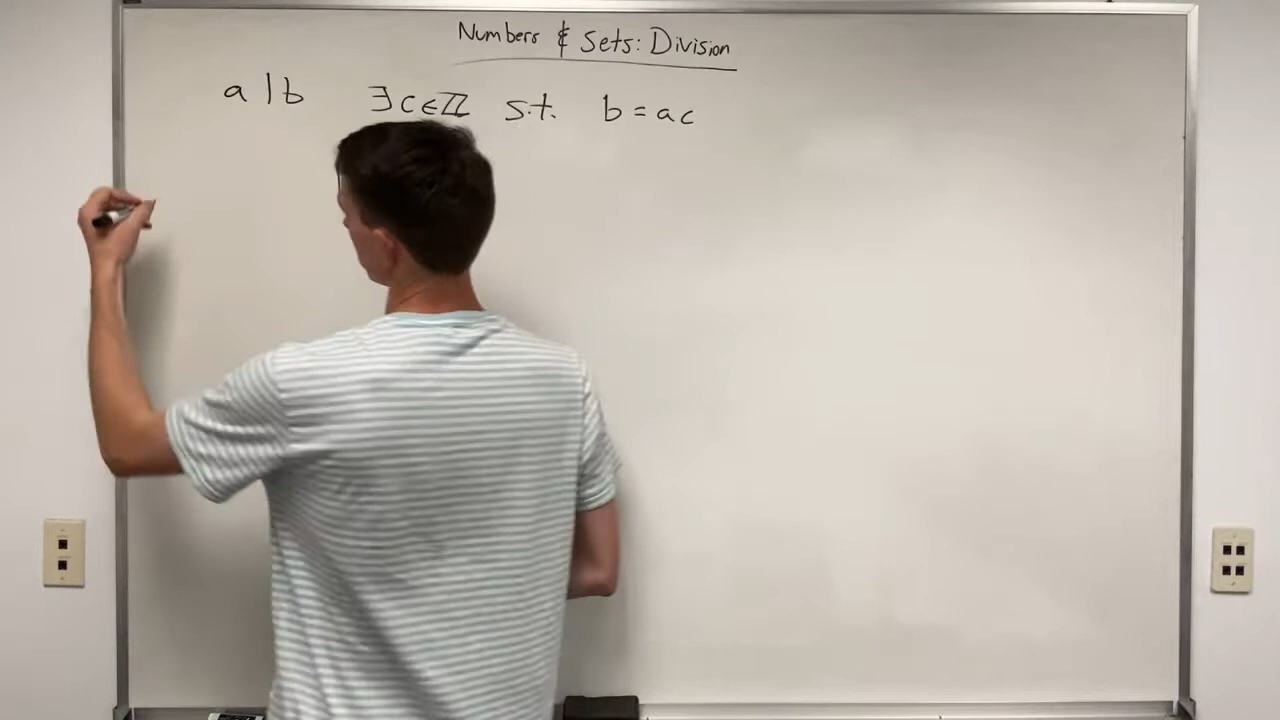 Numbers & Sets: Division
a | b ∃ c ∈ ℤ s.t. b = ac